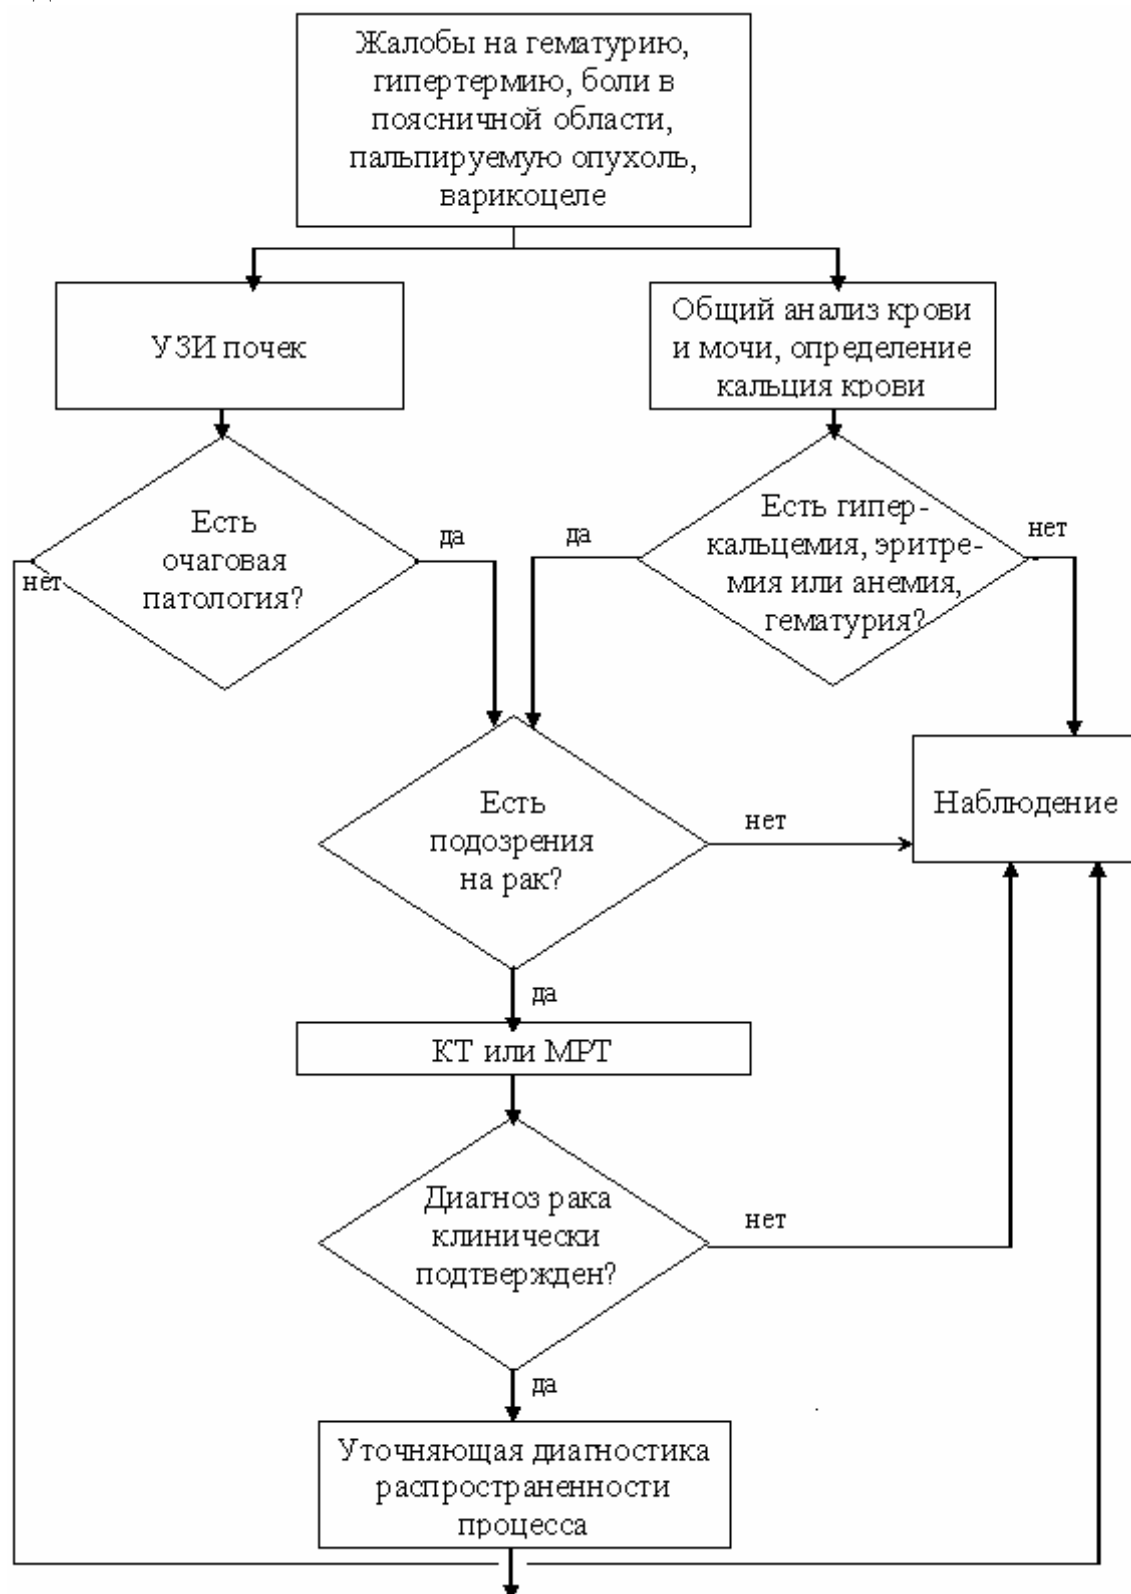 Жалобы на гематурию,
гипертермию, боли в
поясничной области,
пальпируемую опухоль,
варикоцеле
УЗИ почек
Общий анализ крови
и мочи, определение
кальция крови
Есть
очаговая
патология?
да
нет
Есть гипер-
кальцемия, эритре-
мия или анемия,
гематурия?
да
нет
Есть
подозрения
на рак?
нет
да
Наблюдение
КТ или МРТ
Диагноз рака
клинически
подтвержден?
нет
да
Уточняющая диагностика
распространенности
процесса